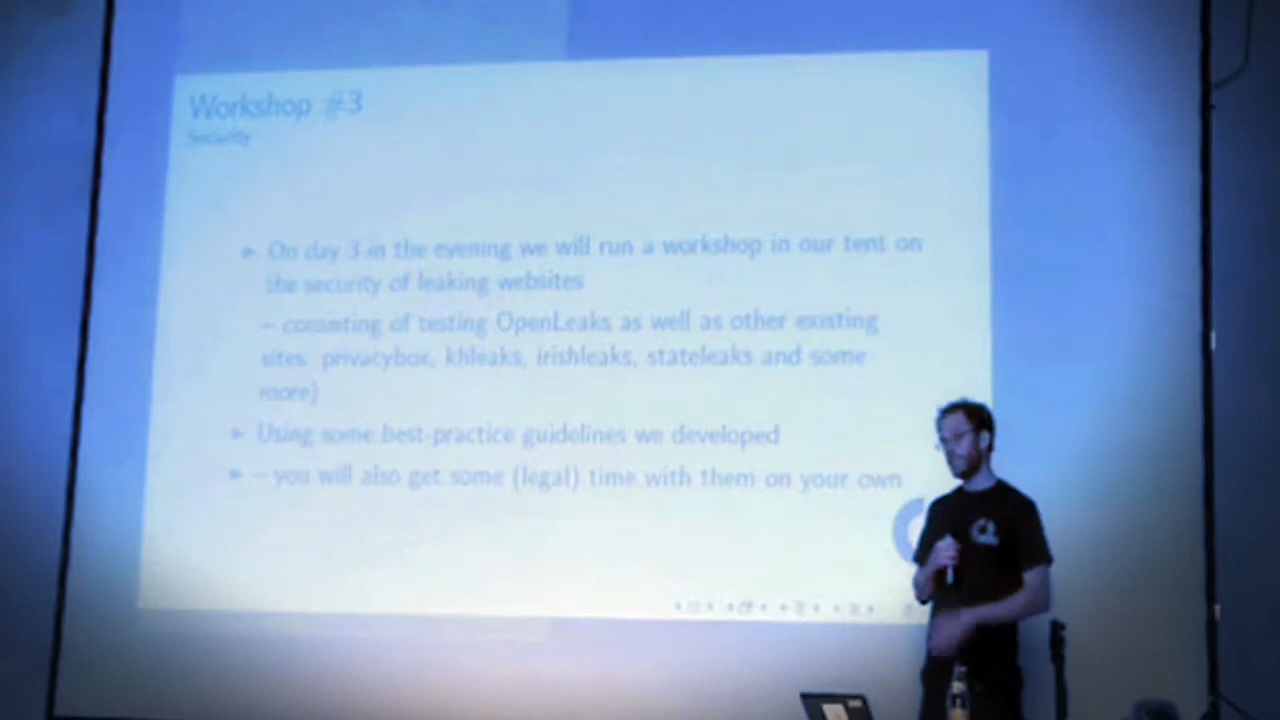 Workshop #3
Security
► On day 3 in the evening we will run a workshop in our tent on
the security of leaking websites
– consisting of testing OpenLeaks as well as other existing
sites privacybox, khleaks, irishleaks, stateleaks and some
more)
► Using some best-practice guidelines we developed
► – you will also get some (legal) time with them on your own